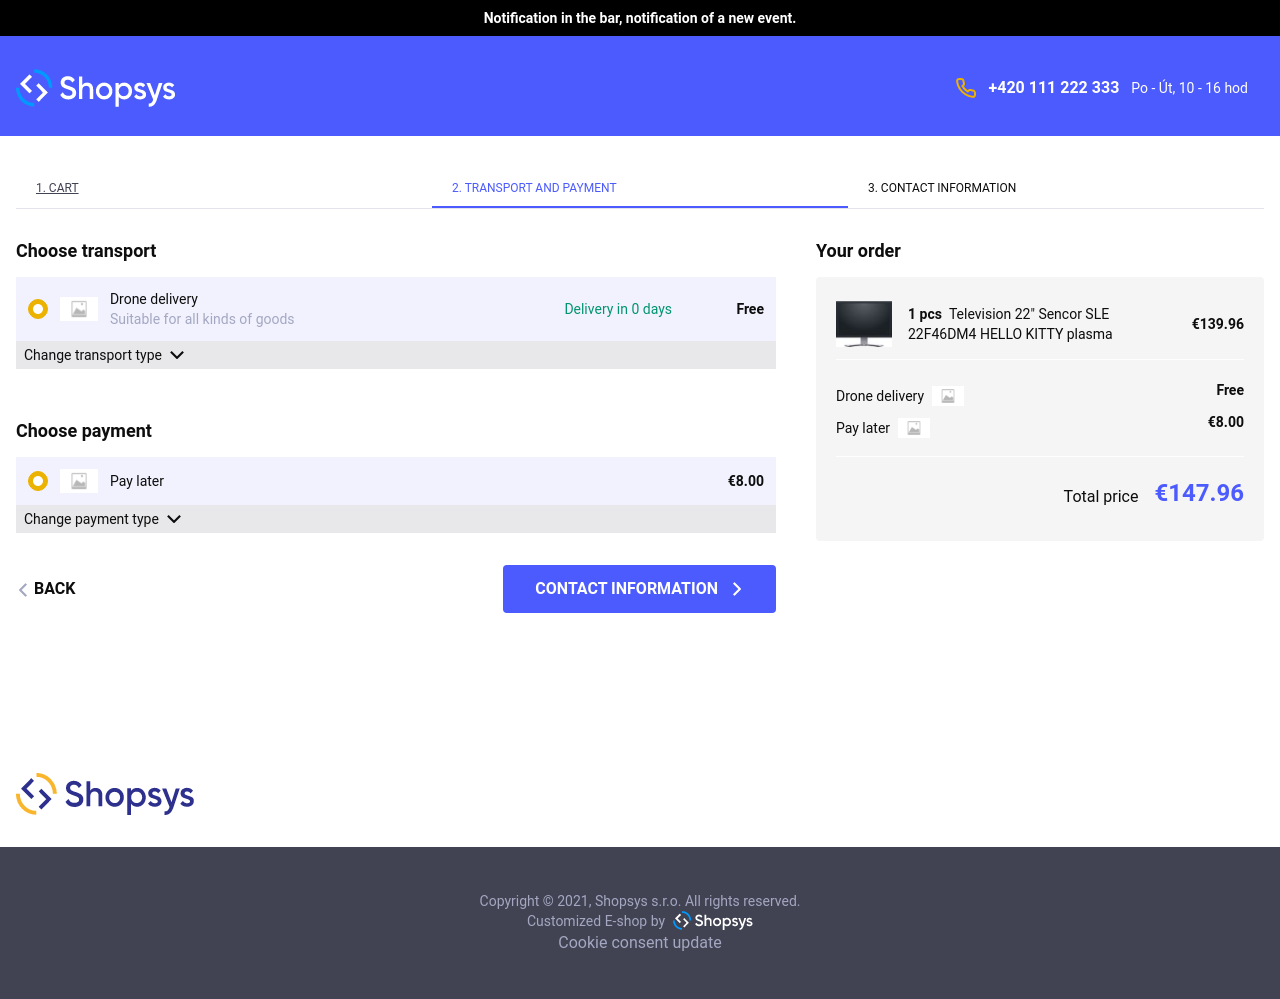 Notification in the bar, notification of a new event.
Shopsys
+420 111 222 333 Po - Út, 10 - 16 hod
1. CART
2. TRANSPORT AND PAYMENT
3. CONTACT INFORMATION
Choose transport
Drone delivery
Suitable for all kinds of goods
Delivery in 0 days
Free
Change transport type
Choose payment
Pay later
€8.00
Change payment type
BACK
CONTACT INFORMATION
Your order
1 pcs Television 22" Sencor SLE
22F46DM4 HELLO KITTY plasma
€139.96
Drone delivery
Free
Pay later
€8.00
Total price €147.96
Shopsys
Copyright © 2021, Shopsys s.r.o. All rights reserved.
Customized E-shop by Shopsys
Cookie consent update